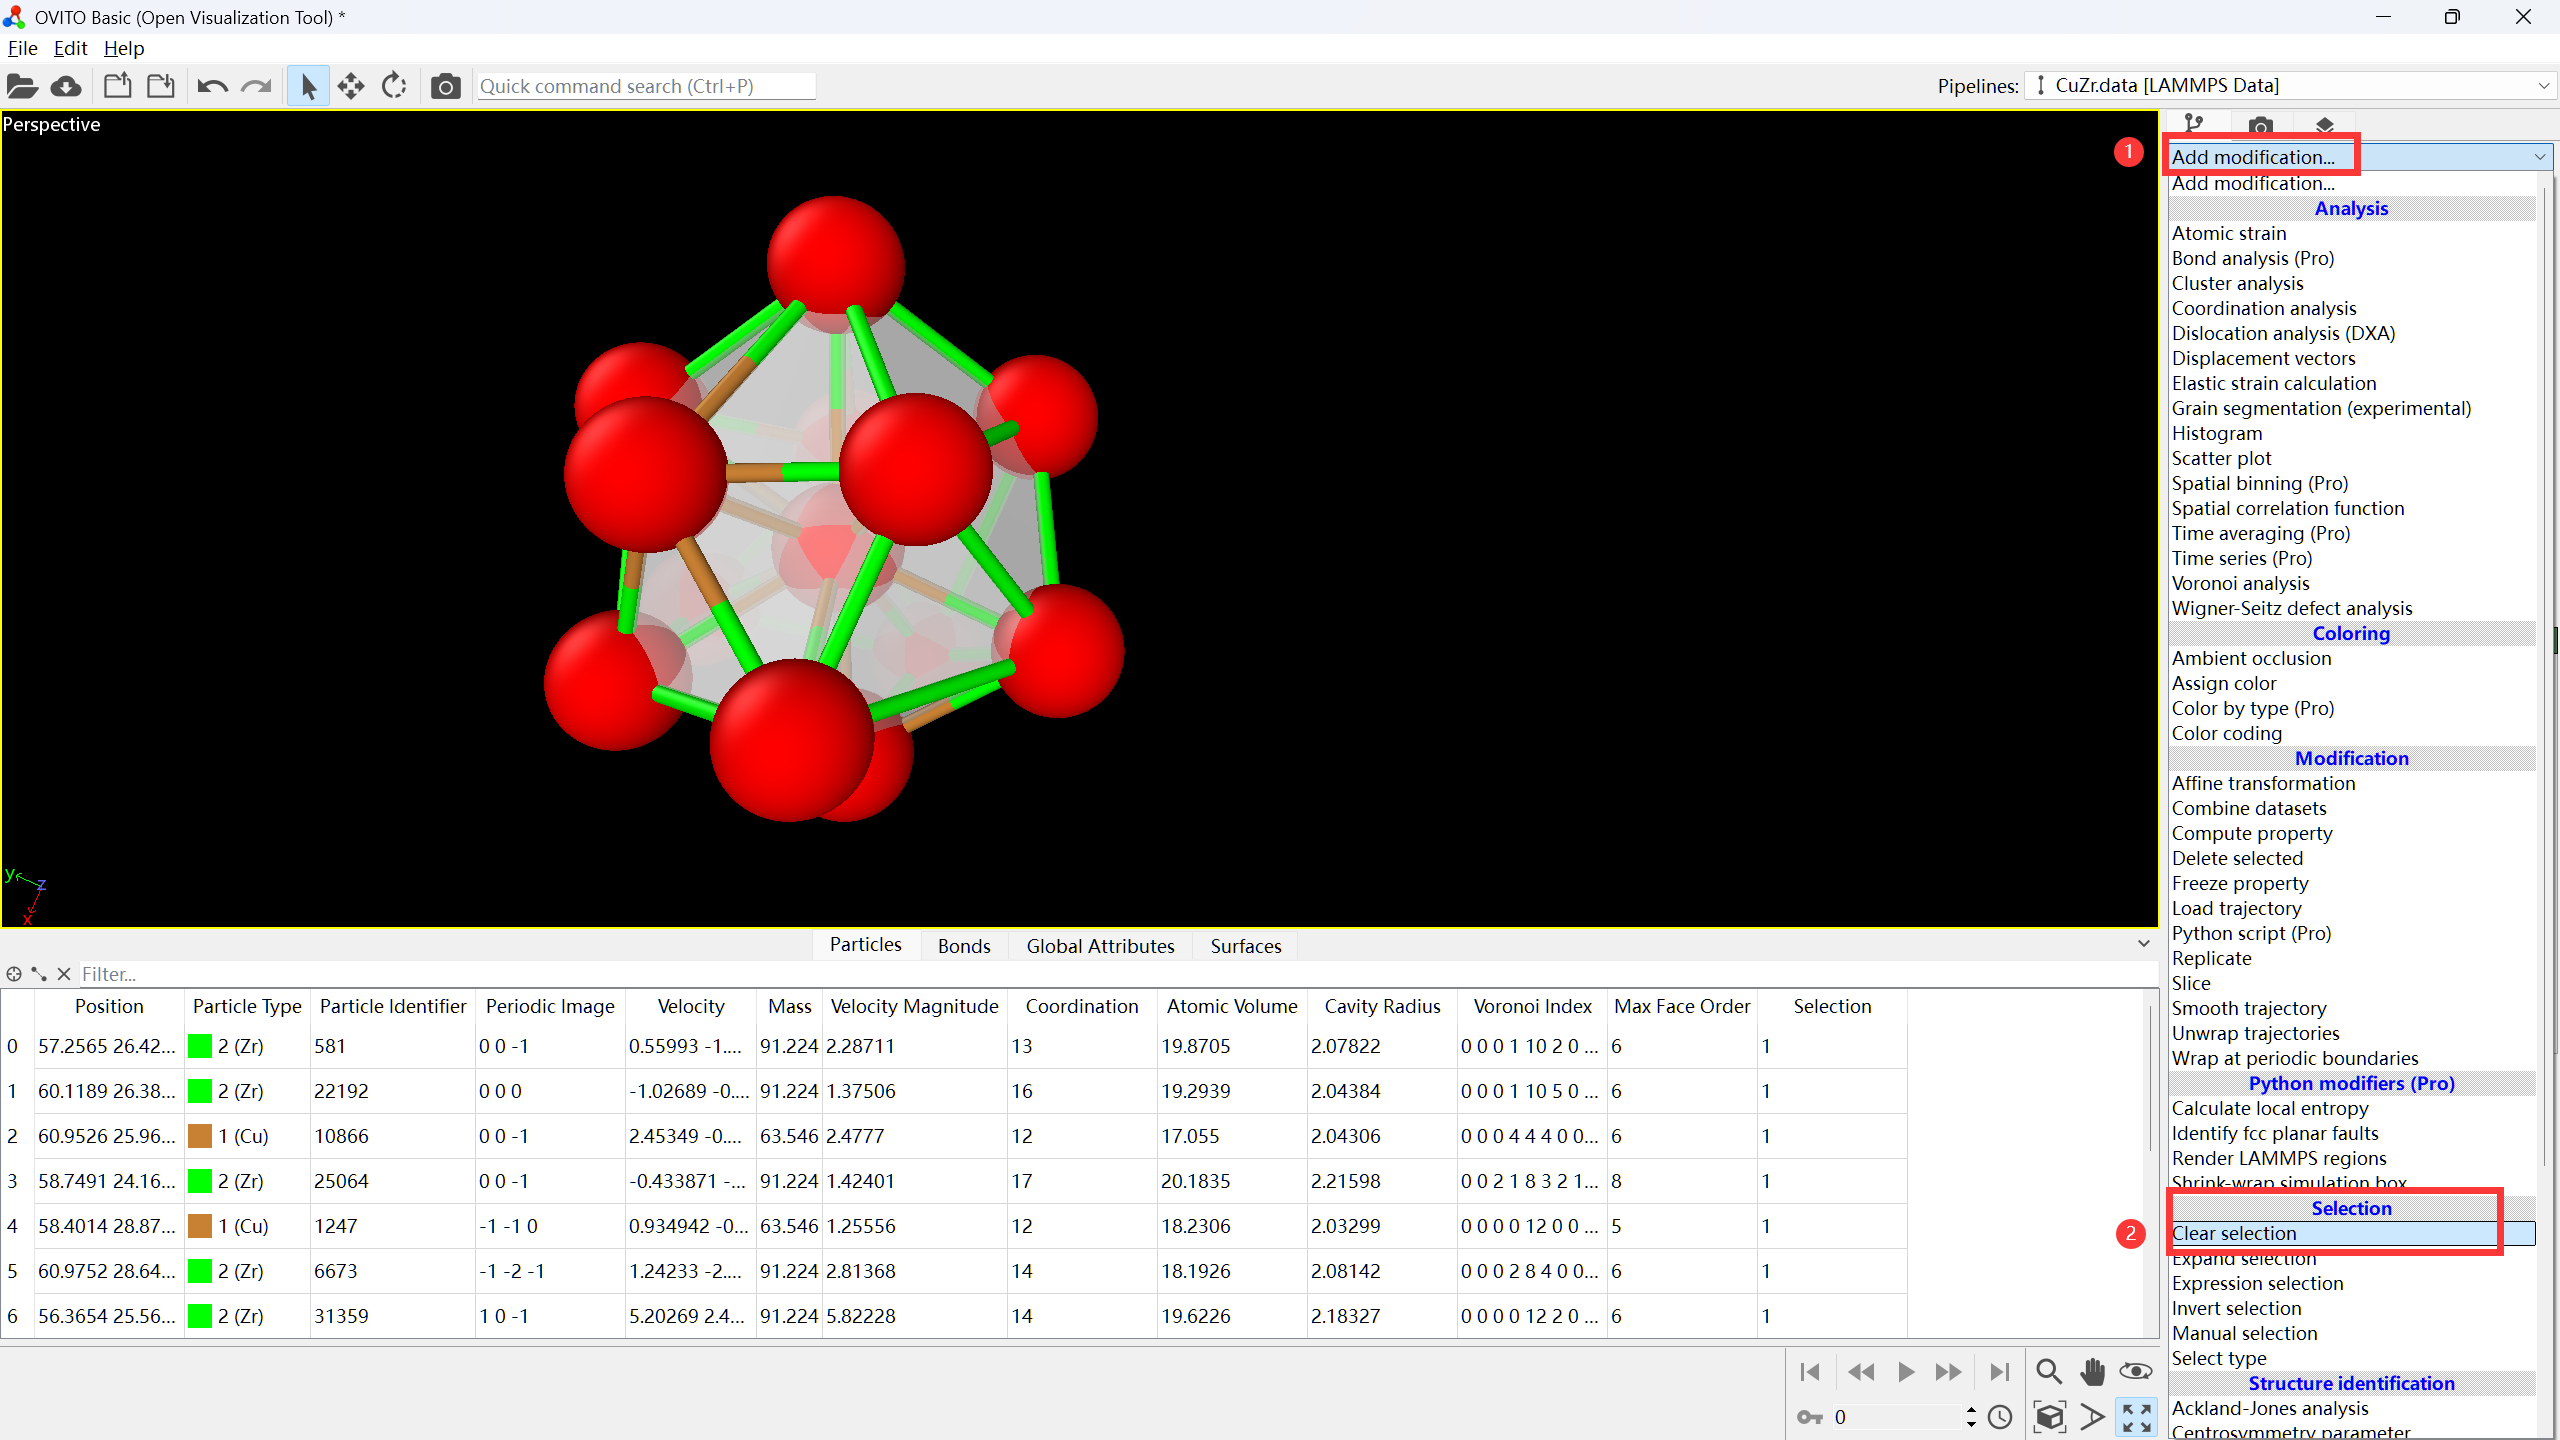 OVITO Basic (Open Visualization Tool) *
File Edit Help
Quick command search (Ctrl+P)
Pipelines: CuZr.data [LAMMPS Data]
Perspective
1
y z
x
Add modification...
Add modification...
Analysis
Atomic strain
Bond analysis (Pro)
Cluster analysis
Coordination analysis
Dislocation analysis (DXA)
Displacement vectors
Elastic strain calculation
Grain segmentation (experimental)
Histogram
Scatter plot
Spatial binning (Pro)
Spatial correlation function
Time averaging (Pro)
Time series (Pro)
Voronoi analysis
Wigner-Seitz defect analysis
Coloring
Ambient occlusion
Assign color
Color by type (Pro)
Color coding
Modification
Affine transformation
Combine datasets
Compute property
Delete selected
Freeze property
Load trajectory
Python script (Pro)
Replicate
Slice
Smooth trajectory
Unwrap trajectories
Wrap at periodic boundaries
Python modifiers (Pro)
Calculate local entropy
Identify fcc planar faults
Render LAMMPS regions
Shrink-wrap simulation box
Selection
2
Clear selection
Expand selection
Expression selection
Invert selection
Manual selection
Select type
Structure identification
Ackland-Jones analysis
Centrosymmetry parameter
Particles Bonds Global Attributes Surfaces
Filter...
Position Particle Type Particle Identifier Periodic Image Velocity Mass Velocity Magnitude Coordination Atomic Volume Cavity Radius Voronoi Index Max Face Order Selection
0 57.2565 26.42... 2 (Zr) 581 0 0 -1 0.55993 -1.... 91.224 2.28711 13 19.8705 2.07822 0 0 0 1 10 2 0 ... 6 1
1 60.1189 26.38... 2 (Zr) 22192 0 0 0 -1.02689 -0.... 91.224 1.37506 16 19.2939 2.04384 0 0 0 1 10 5 0 ... 6 1
2 60.9526 25.96... 1 (Cu) 10866 0 0 -1 2.45349 -0.... 63.546 2.4777 12 17.055 2.04306 0 0 0 4 4 4 0 0... 6 1
3 58.7491 24.16... 2 (Zr) 25064 0 0 -1 -0.433871 -... 91.224 1.42401 17 20.1835 2.21598 0 0 2 1 8 3 2 1... 8 1
4 58.4014 28.87... 1 (Cu) 1247 -1 -1 0 0.934942 -0... 63.546 1.25556 12 18.2306 2.03299 0 0 0 0 12 0 0 ... 5 1
5 60.9752 28.64... 2 (Zr) 6673 -1 -2 -1 1.24233 -2.... 91.224 2.81368 14 18.1926 2.08142 0 0 0 2 8 4 0 0... 6 1
6 56.3654 25.56... 2 (Zr) 31359 1 0 -1 5.20269 2.4... 91.224 5.82228 14 19.6226 2.18327 0 0 0 0 12 2 0 ... 6 1
0